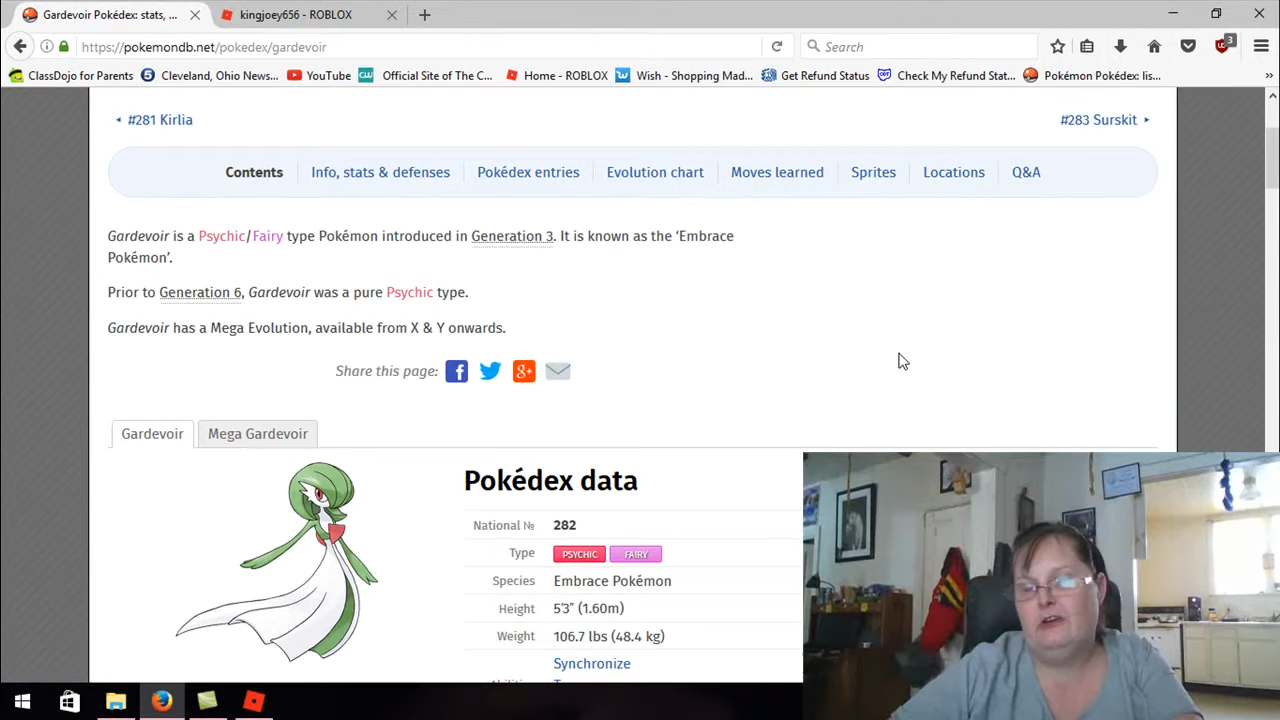 Gardevoir Pokédex: stats, ...
kingjoey656 - ROBLOX
https://pokemondb.net/pokedex/gardevoir
Search
3
ClassDojo for Parents
Cleveland, Ohio News...
YouTube
CW Official Site of The C...
Home - ROBLOX
Wish - Shopping Mad...
Get Refund Status
Check My Refund Stat...
Pokémon Pokédex: lis...
#281 Kirlia
#283 Surskit
Contents
Info, stats & defenses
Pokédex entries
Evolution chart
Moves learned
Sprites
Locations
Q&A
Gardevoir is a Psychic/Fairy type Pokémon introduced in Generation 3. It is known as the ‘Embrace
Pokémon’.
Prior to Generation 6, Gardevoir was a pure Psychic type.
Gardevoir has a Mega Evolution, available from X & Y onwards.
Share this page:
Gardevoir
Mega Gardevoir
Pokédex data
National № 282
Type PSYCHIC FAIRY
Species Embrace Pokémon
Height 5'3" (1.60m)
Weight 106.7 lbs (48.4 kg)
Synchronize